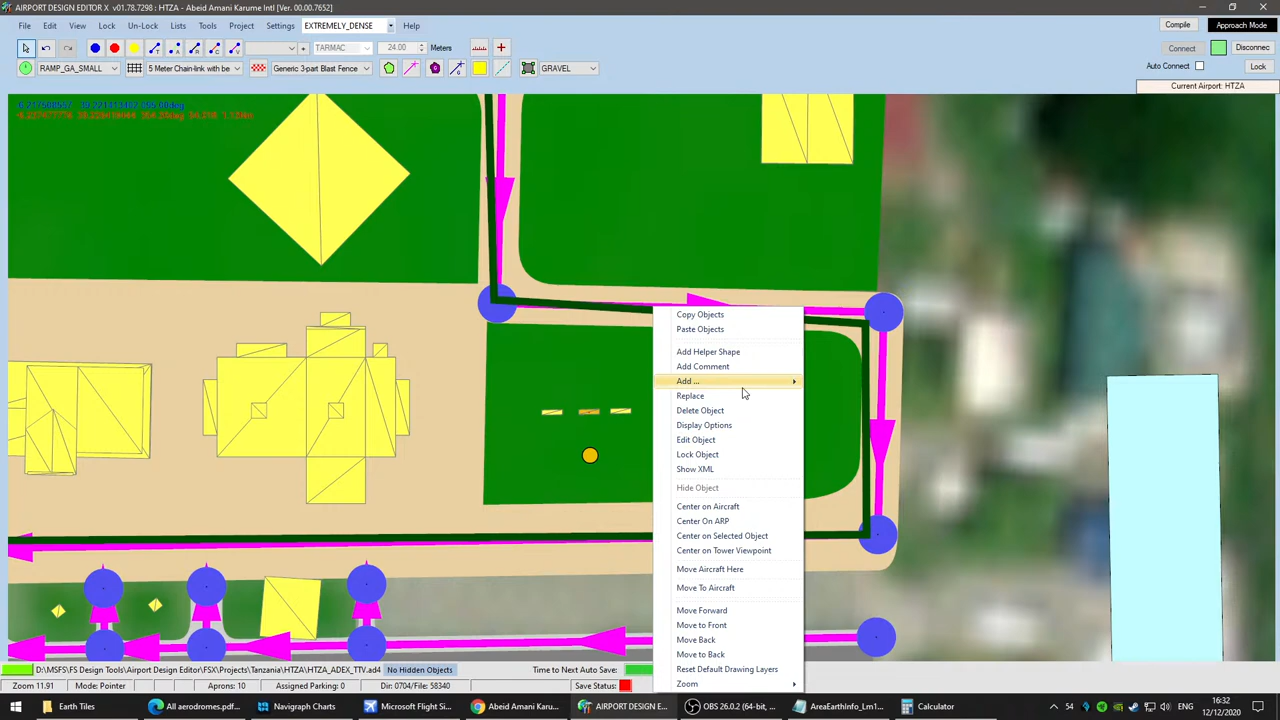 AIRPORT DESIGN EDITOR X v01.78.7298 : HTZA - Abeid Amani Karume Intl (Ver. 00.00.7652)
File Edit View Lock Un-Lock Lists Tools Project Settings EXTREMELY_DENSE Help Compile Approach Mode
TARMAC 24.00 Meters Connect Disconnect
RAMP_GA_SMALL 5 Meter Chain-link with be Generic 3-part Blast Fence GRAVEL Auto Connect Lock
Current Airport: HTZA
Copy Objects
Paste Objects
Add Helper Shape
Add Comment
Add ...
Replace
Delete Object
Display Options
Edit Object
Lock Object
Show XML
Hide Object
Center on Aircraft
Center On ARP
Center on Selected Object
Center on Tower Viewpoint
Move Aircraft Here
Move To Aircraft
Move Forward
Move to Front
Move Back
Move to Back
Reset Default Drawing Layers
Zoom
D:\MSFS\FS Design Tools\Airport Design Editor\FSX\Projects\Tanzania\HTZA\HTZA_ADEX_TTV.ad4 No Hidden Objects Time to Next Auto Save:
Zoom 11.91 Mode: Pointer Aprons: 10 Assigned Parking: 0 Dir: 0704/File: 58340 Save Status:
Earth Tiles All aerodromes.pdf... Navigraph Charts Microsoft Flight Si... Abeid Amani Karu... AIRPORT DESIGN E... OBS 26.0.2 (64-bit, ... AreaEarthInfo_Lm1... Calculator 54 16:32
12/12/2020